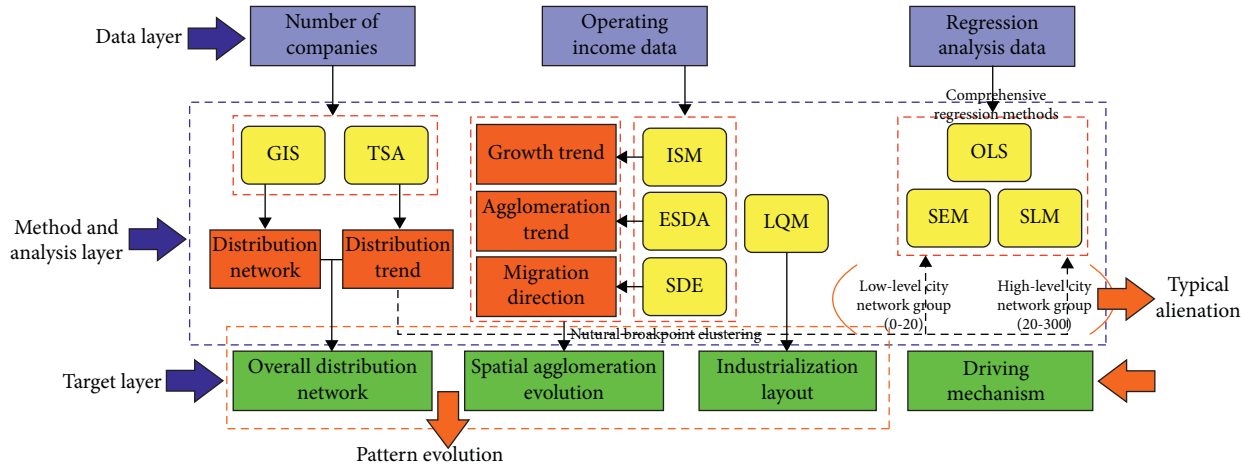 Data layer
Number of
companies
Operating
income data
Regression
analysis data
Comprehensive
regression methods
GIS
TSA
Growth trend
ISM
OLS
Agglomeration
trend
ESDA
LQM
SEM
SLM
Method and
analysis layer
Distribution
network
Distribution
trend
Migration
direction
SDE
Low-level city
network group
(0-20)
High-level city
network group
(20-300)
Typical
alienation
Nutural breakpoint clustering
Target layer
Overall distribution
network
Spatial agglomeration
evolution
Industrialization
layout
Driving
mechanism
Pattern evolution